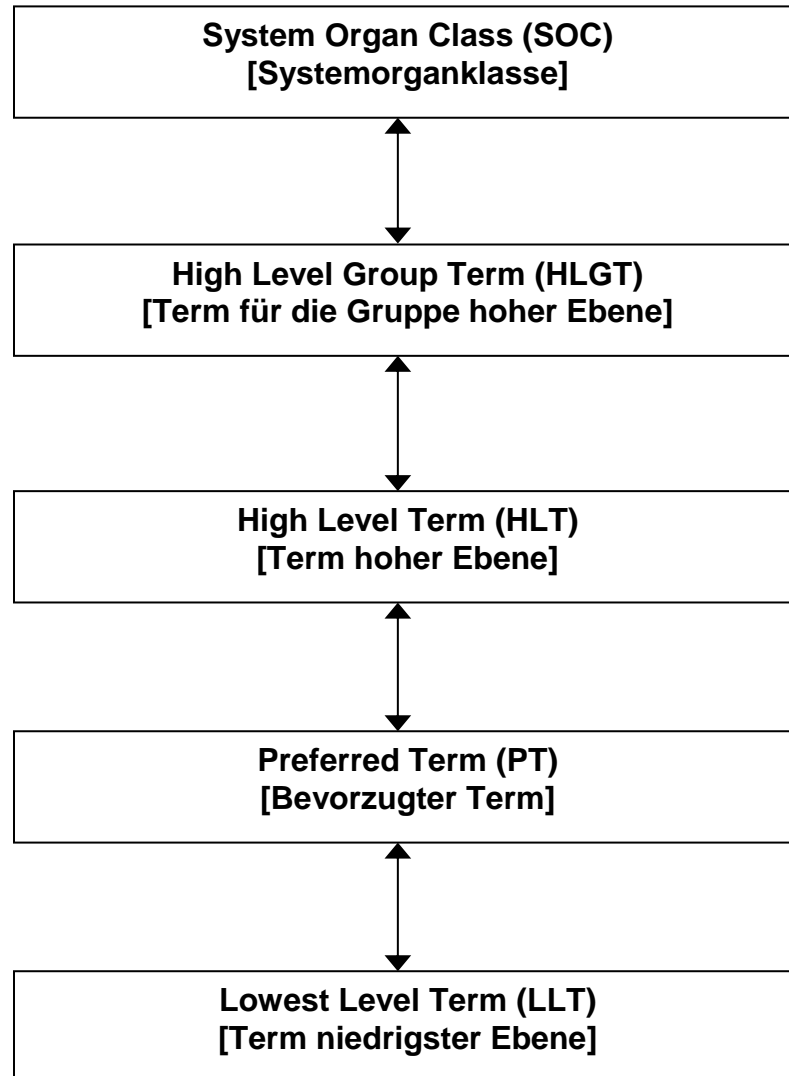 System Organ Class (SOC)
[Systemorganklasse]
High Level Group Term (HLGT)
[Term für die Gruppe hoher Ebene]
High Level Term (HLT)
[Term hoher Ebene]
Preferred Term (PT)
[Bevorzugter Term]
Lowest Level Term (LLT)
[Term niedrigster Ebene]